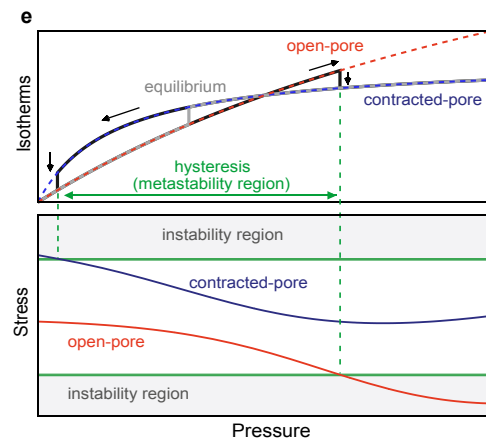 e
open-pore
equilibrium
contracted-pore
Isotherms
hysteresis
(metastability region)
instability region
contracted-pore
Stress
open-pore
instability region
Pressure